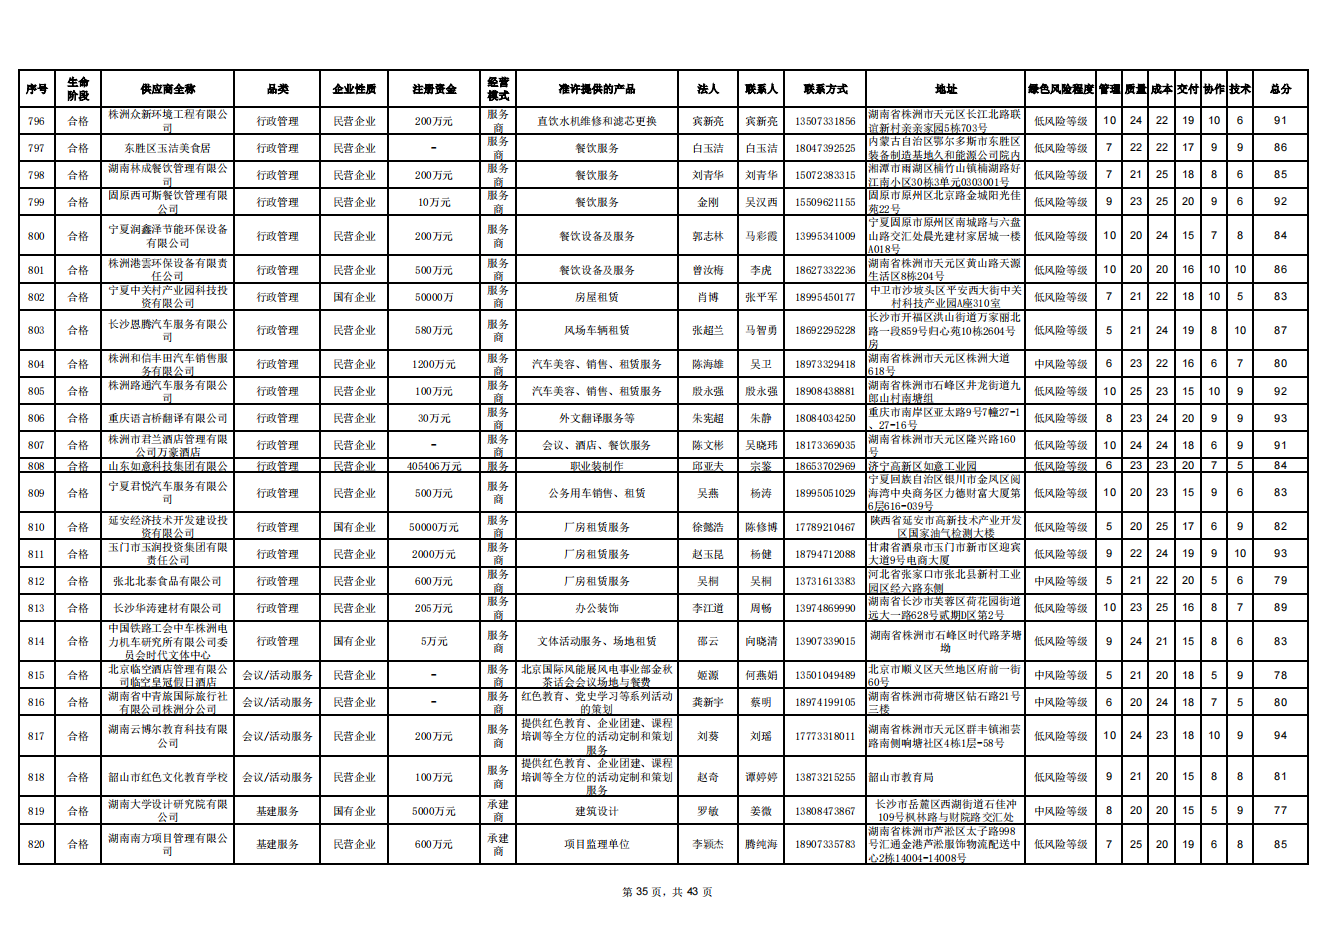 序号 生命阶段 供应商全称 品类 企业性质 注册资金 经营模式 准许提供的产品 法人 联系人 联系方式 地址 绿色风险程度 管理 质量 成本 交付 协作 技术 总分
796 合格 株洲众新环境工程有限公司 行政管理 民营企业 200万元 服务商 直饮水机维修和滤芯更换 宾新亮 宾新亮 13507331856 湖南省株洲市天元区长江北路联谊新村亲亲家园5栋703号 低风险等级 10 24 22 19 10 6 91
797 合格 东胜区玉洁美食居 行政管理 民营企业 - 服务商 餐饮服务 白玉洁 白玉洁 18047392525 内蒙古自治区鄂尔多斯市东胜区装备制造基地久和能源公司院内 低风险等级 7 22 22 17 9 9 86
798 合格 湖南林成餐饮管理有限公司 行政管理 民营企业 200万元 服务商 餐饮服务 刘青华 刘青华 15072383315 湘潭市雨湖区楠竹山镇楠湖路好江南小区30栋3单元0303001号 低风险等级 7 21 25 18 8 6 85
799 合格 固原西可斯餐饮管理有限公司 行政管理 民营企业 10万元 服务商 餐饮服务 金刚 吴汉西 15509621155 固原市原州区北京路金城阳光佳苑22号 低风险等级 9 23 25 20 9 6 92
800 合格 宁夏润鑫泽节能环保设备有限公司 行政管理 民营企业 200万元 服务商 餐饮设备及服务 郭志林 马彩霞 13995341009 宁夏固原市原州区南城路与六盘山路交汇处晨光建材家居城一楼A018号 低风险等级 10 20 24 15 7 8 84
801 合格 株洲港雲环保设备有限责任公司 行政管理 民营企业 500万元 服务商 餐饮设备及服务 曾汝梅 李虎 18627332236 湖南省株洲市天元区黄山路天源生活区8栋204号 低风险等级 10 20 20 16 10 10 86
802 合格 宁夏中关村产业园科技投资有限公司 行政管理 国有企业 50000万 服务商 房屋租赁 肖博 张平军 18995450177 中卫市沙坡头区平安西大街中关村科技产业园A座310室 低风险等级 7 21 22 18 10 5 83
803 合格 长沙恩腾汽车服务有限公司 行政管理 民营企业 580万元 服务商 风场车辆租赁 张超兰 马智勇 18692295228 长沙市开福区洪山街道万家丽北路一段859号归心苑10栋2604号房 低风险等级 5 21 24 19 8 10 87
804 合格 株洲和信丰田汽车销售服务有限公司 行政管理 民营企业 1200万元 服务商 汽车美容、销售、租赁服务 陈海雄 吴卫 18973329418 湖南省株洲市天元区株洲大道618号 中风险等级 6 23 22 16 6 7 80
805 合格 株洲路通汽车服务有限公司 行政管理 民营企业 100万元 服务商 汽车美容、销售、租赁服务 殷永强 殷永强 18908438881 湖南省株洲市石峰区井龙街道九郎山村南塘组 低风险等级 10 25 23 15 10 9 92
806 合格 重庆语言桥翻译有限公司 行政管理 民营企业 30万元 服务商 外文翻译服务等 朱宪超 朱静 18084034250 重庆市南岸区亚太路9号7幢27-1、27-16号 低风险等级 8 23 24 20 9 9 93
807 合格 株洲市君兰酒店管理有限公司万豪酒店 行政管理 民营企业 - 服务商 会议、酒店、餐饮服务 陈文彬 吴晓玮 18173369035 湖南省株洲市天元区隆兴路160号 低风险等级 10 24 24 18 6 9 91
808 合格 山东如意科技集团有限公 行政管理 民营企业 405406万元 服务 职业装制作 邱亚夫 宗鉴 18653702969 济宁高新区如意工业园 低风险等级 6 23 23 20 7 5 84
809 合格 宁夏君悦汽车服务有限公司 行政管理 民营企业 500万元 服务商 公务用车销售、租赁 吴燕 杨涛 18995051029 宁夏回族自治区银川市金凤区阅海湾中央商务区力德财富大厦第6层616-039号 低风险等级 10 20 23 15 9 6 83
810 合格 延安经济技术开发建设投资有限公司 行政管理 国有企业 50000万元 服务商 厂房租赁服务 徐懿浩 陈修博 17789210467 陕西省延安市高新技术产业开发区国家油气检测大楼 低风险等级 5 20 25 17 6 9 82
811 合格 玉门市玉润投资集团有限责任公司 行政管理 国有企业 2000万元 服务商 厂房租赁服务 赵玉昆 杨健 18794712088 甘肃省酒泉市玉门市新市区迎宾大道9号电商大厦 低风险等级 9 22 24 19 9 10 93
812 合格 张北北泰食品有限公司 行政管理 民营企业 600万元 服务商 厂房租赁服务 吴桐 吴桐 13731613383 河北省张家口市张北县新村工业园区经六路东侧 中风险等级 5 21 22 20 5 6 79
813 合格 长沙华涛建材有限公司 行政管理 民营企业 205万元 服务商 办公装饰 李江道 周畅 13974869990 湖南省长沙市芙蓉区荷花园街道远大一路628号贰期D区第2号 低风险等级 10 23 25 16 8 7 89
814 合格 中国铁路工会中车株洲电力机车研究所有限公司委员会时代文体中心 行政管理 国有企业 5万元 服务商 文体活动服务、场地租赁 邵云 向晓清 13907339015 湖南省株洲市石峰区时代路茅塘坳 低风险等级 9 24 21 15 8 6 83
815 合格 北京临空酒店管理有限公司临空皇冠假日酒店 会议/活动服务 民营企业 - 服务商 北京国际风能展风电事业部金秋茶话会会议场地与餐费 姬源 何燕娟 13501049489 北京市顺义区天竺地区府前一街60号 中风险等级 5 21 20 18 5 9 78
816 合格 湖南省中青旅国际旅行社有限公司株洲分公司 会议/活动服务 民营企业 - 服务商 红色教育、党史学习等系列活动的策划 龚新宇 蔡明 18974199105 湖南省株洲市荷塘区钻石路21号三楼 中风险等级 6 20 24 18 7 5 80
817 合格 湖南云博尔教育科技有限公司 会议/活动服务 民营企业 200万元 服务商 提供红色教育、企业团建、课程培训等全方位的活动定制和策划服务 刘葵 刘瑶 17773318011 湖南省株洲市天元区群丰镇湘芸路南侧响塘社区4栋1层-58号 低风险等级 10 24 23 18 10 9 94
818 合格 韶山市红色文化教育学校 会议/活动服务 民营企业 100万元 服务商 提供红色教育、企业团建、课程培训等全方位的活动定制和策划服务 赵奇 谭婷婷 13873215255 韶山市教育局 低风险等级 9 21 20 15 8 8 81
819 合格 湖南大学设计研究院有限公司 基建服务 国有企业 5000万元 承建商 建筑设计 罗敏 姜微 13808473867 长沙市岳麓区西湖街道石佳冲109号枫林路与财院路交汇处 中风险等级 8 20 20 15 5 9 77
820 合格 湖南南方项目管理有限公司 基建服务 民营企业 600万元 承建商 项目监理单位 李颖杰 腾纯海 18907335783 湖南省株洲市芦淞区太子路998号汇通金港芦淞服饰物流配送中心2栋14004-14008号 低风险等级 7 25 20 19 6 8 85
第 35 页，共 43 页